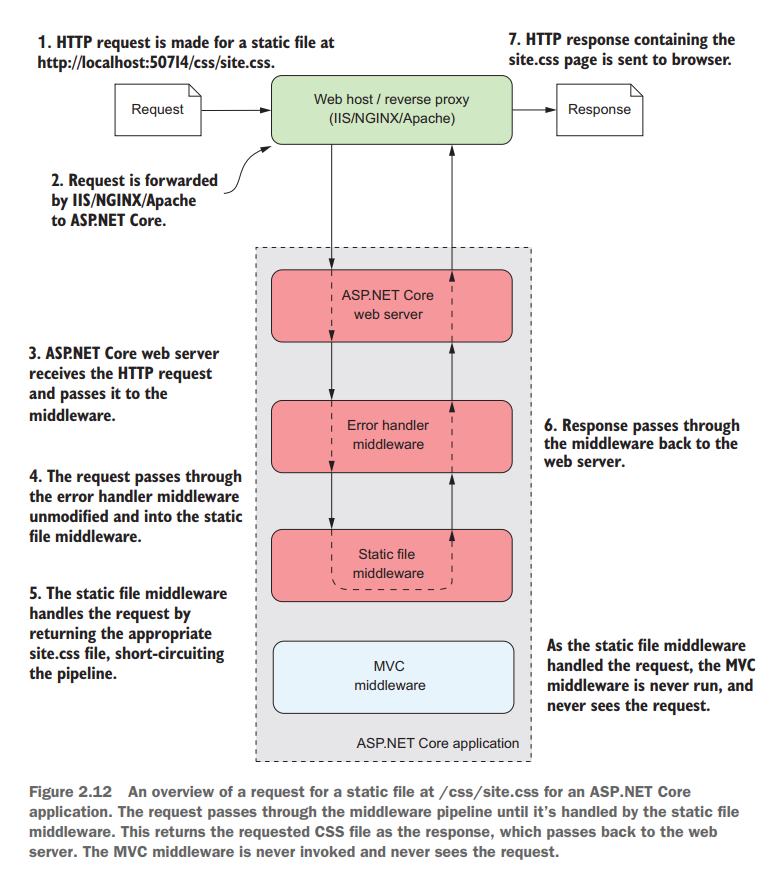 1. HTTP request is made for a static file at
http://localhost:50714/css/site.css.
7. HTTP response containing the
site.css page is sent to browser.
Request
Web host / reverse proxy
(IIS/NGINX/Apache)
Response
2. Request is forwarded
by IIS/NGINX/Apache
to ASP.NET Core.
ASP.NET Core
web server
3. ASP.NET Core web server
receives the HTTP request
and passes it to the
middleware.
Error handler
middleware
6. Response passes through
the middleware back to the
web server.
4. The request passes through
the error handler middleware
unmodified and into the static
file middleware.
Static file
middleware
5. The static file middleware
handles the request by
returning the appropriate
site.css file, short-circuiting
the pipeline.
MVC
middleware
As the static file middleware
handled the request, the MVC
middleware is never run, and
never sees the request.
ASP.NET Core application
Figure 2.12 An overview of a request for a static file at /css/site.css for an ASP.NET Core
application. The request passes through the middleware pipeline until it's handled by the static file
middleware. This returns the requested CSS file as the response, which passes back to the web
server. The MVC middleware is never invoked and never sees the request.